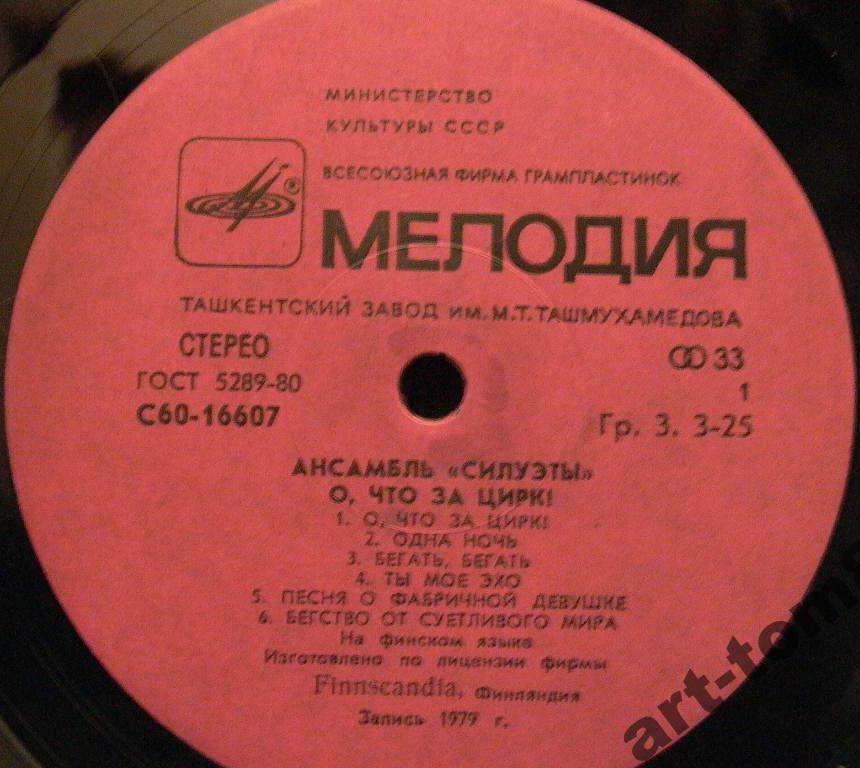 МИНИСТЕРСТВО
КУЛЬТУРЫ СССР
ВСЕСОЮЗНАЯ ФИРМА ГРАМПЛАСТИНОК
®
МЕЛОДИЯ
ТАШКЕНТСКИЙ ЗАВОД ИМ. М.Т. ТАШМУХАМЕДОВА
СТЕРЕО 33
ГОСТ 5289-80 1
С60-16607 Гр. 3. 3-25
АНСАМБЛЬ «СИЛУЭТЫ»
О, ЧТО ЗА ЦИРК!
1. О, ЧТО ЗА ЦИРК!
2. ОДНА НОЧЬ
3. БЕГАТЬ, БЕГАТЬ
4. ТЫ МОЕ ЭХО
5. ПЕСНЯ О ФАБРИЧНОЙ ДЕВУШКЕ
6. БЕГСТВО ОТ СУЕТЛИВОГО МИРА
На финском языке
Изготовлено по лицензии фирмы
Finnscandia, Финляндия
Запись 1979 г.
art-toms